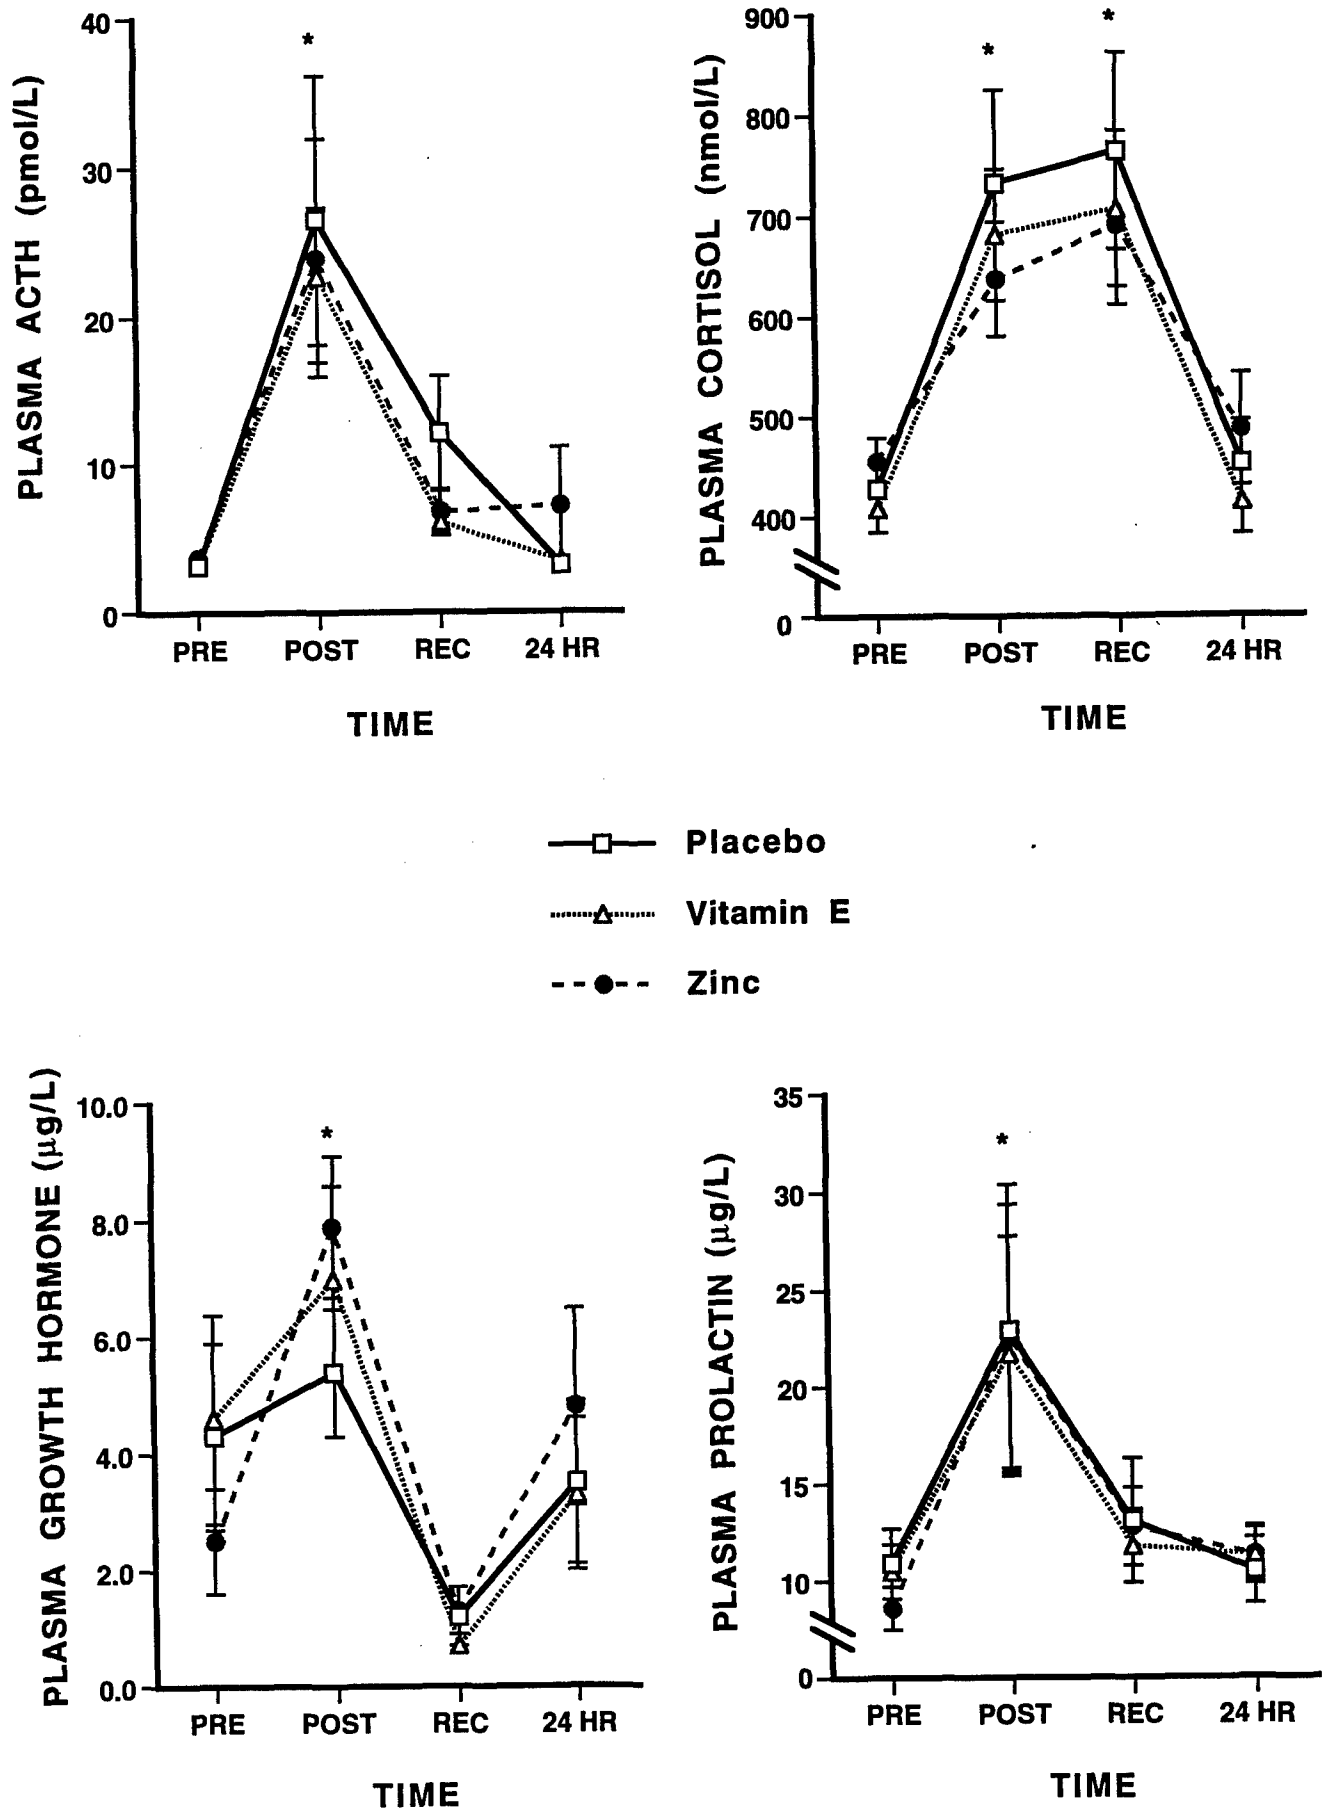 PLASMA ACTH (pmol/L)
40
30
20
10
0
*
PRE POST REC 24 HR
TIME
PLASMA CORTISOL (nmol/L)
900
800
700
600
500
400
0
* *
PRE POST REC 24 HR
TIME
Placebo
Vitamin E
Zinc
PLASMA GROWTH HORMONE (μg/L)
10.0
8.0
6.0
4.0
2.0
0.0
*
PRE POST REC 24 HR
TIME
PLASMA PROLACTIN (μg/L)
35
30
25
20
15
10
0
*
PRE POST REC 24 HR
TIME